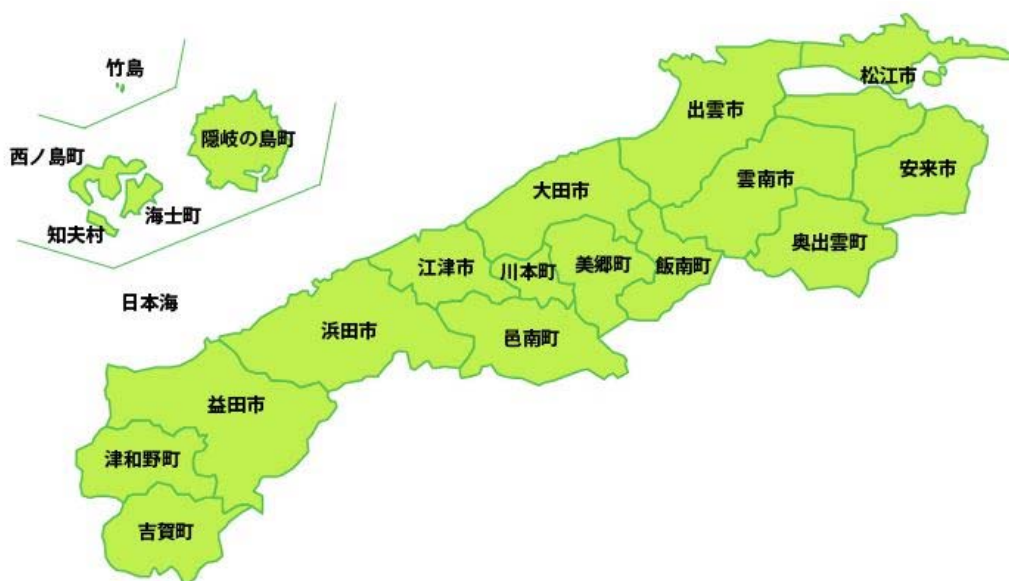 竹島
隠岐の島町
西ノ島町
海士町
知夫村
日本海
松江市
出雲市
安来市
雲南市
大田市
奥出雲町
江津市
川本町
美郷町
飯南町
浜田市
邑南町
益田市
津和野町
吉賀町